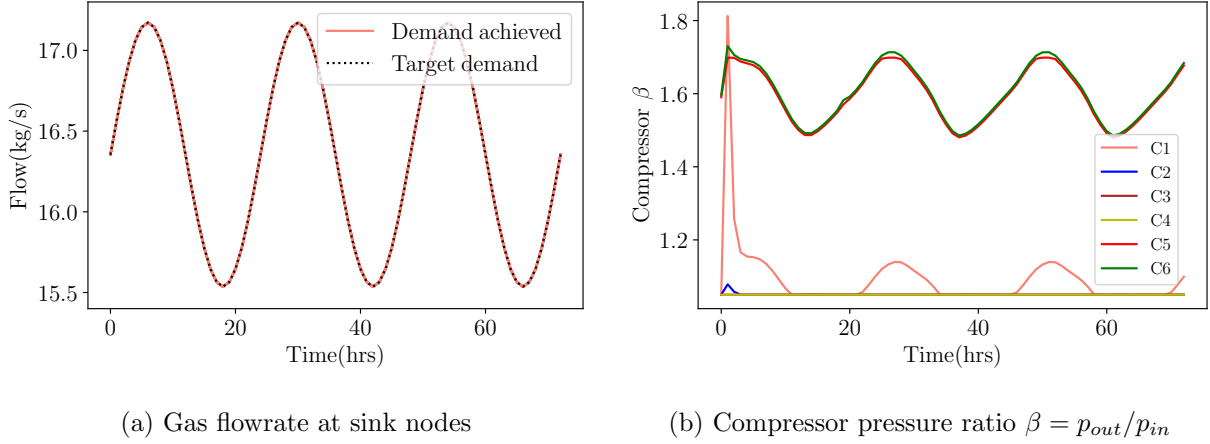 Flow(kg/s)
17.0
16.5
16.0
15.5
0
20
40
60
Time(hrs)
Demand achieved
Target demand
(a) Gas flowrate at sink nodes
Compressor β
1.8
1.6
1.4
1.2
0
20
40
60
Time(hrs)
C1
C2
C3
C4
C5
C6
(b) Compressor pressure ratio β = p_out/p_in